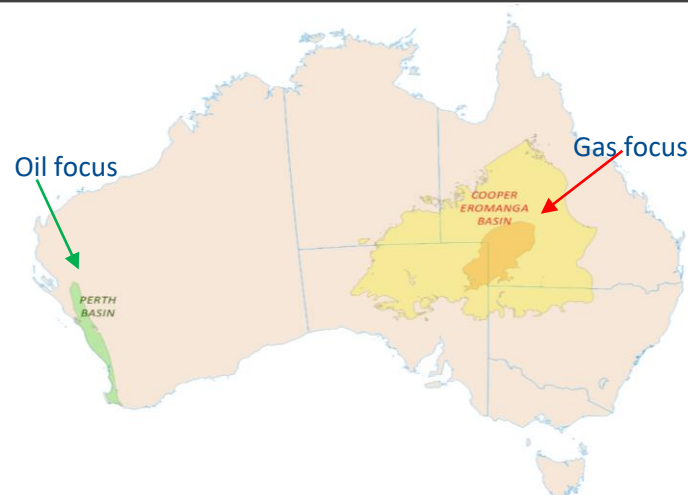 Oil focus
Gas focus
COOPER
EROMANGA
BASIN
PERTH
BASIN